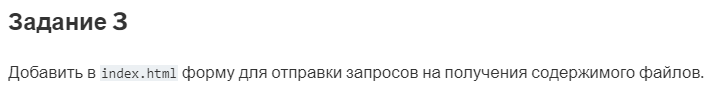 Задание 3
Добавить в index.html форму для отправки запросов на получения содержимого файлов.